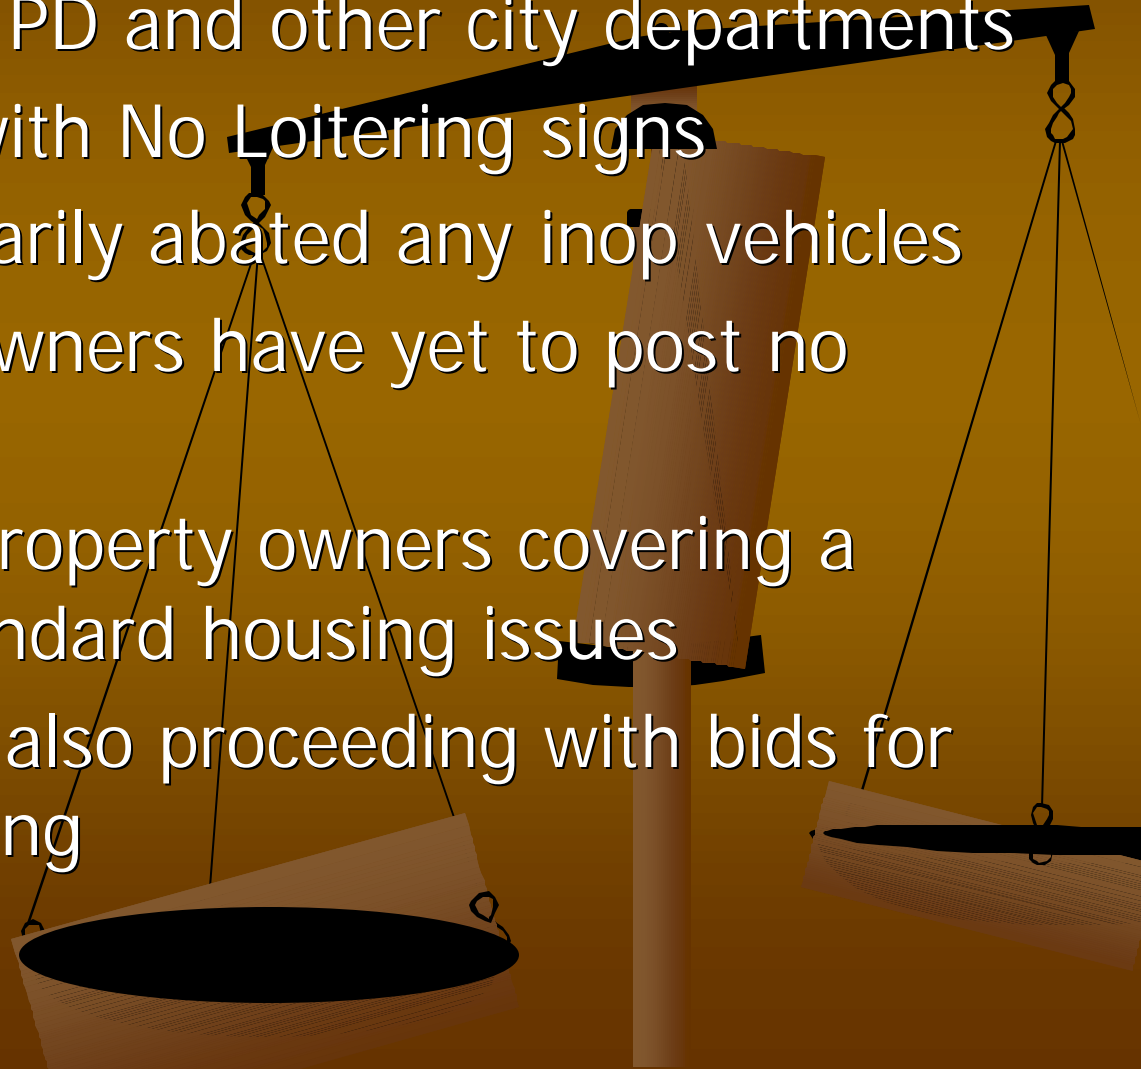 PD and other city departments
with No Loitering signs
arily abated any inop vehicles
wners have yet to post no
roperty owners covering a
ndard housing issues
also proceeding with bids for
ng